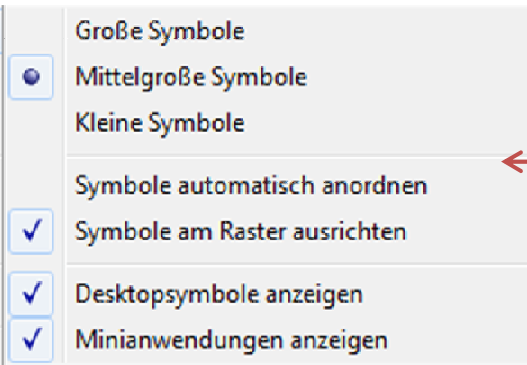 Große Symbole
Mittelgroße Symbole
Kleine Symbole
Symbole automatisch anordnen
Symbole am Raster ausrichten
Desktopsymbole anzeigen
Minianwendungen anzeigen